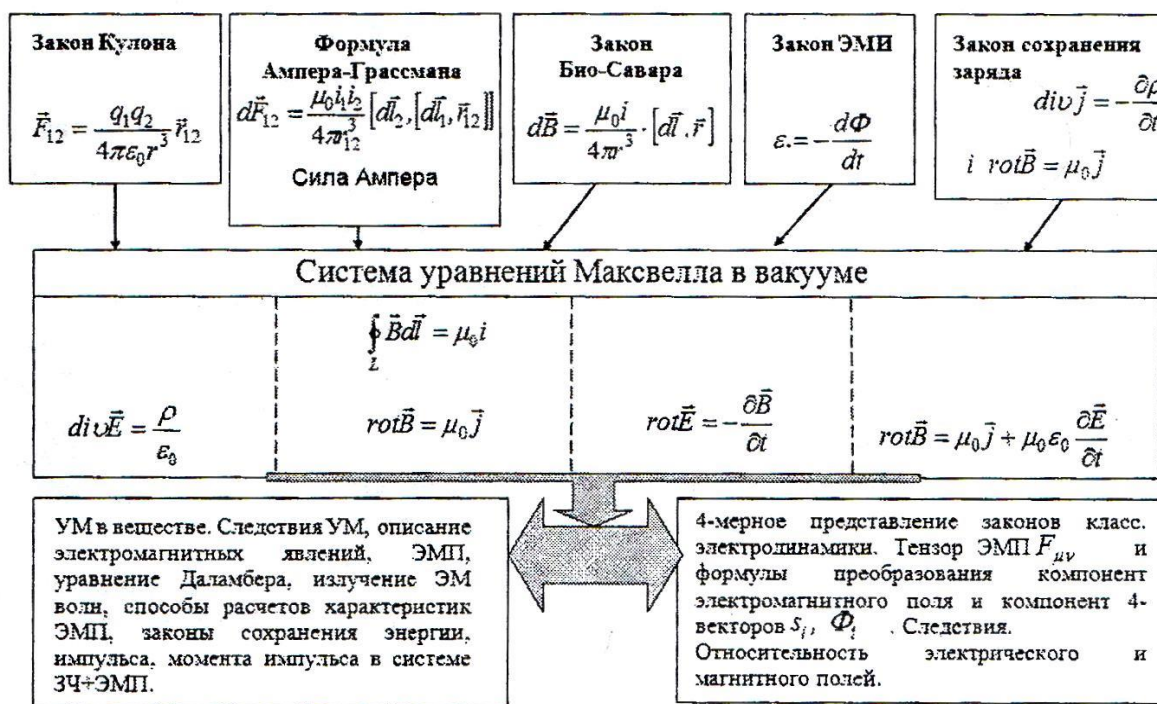 Закон Кулона
F⃗₁₂ = q₁q₂ / 4πε₀r³ r⃗₁₂
Формула
Ампера-Грассмана
dF⃗₁₂ = μ₀i₁i₂ / 4πr₁₂³ [dl⃗₂, [dl⃗₁, r⃗₁₂]]
Сила Ампера
Закон
Био-Савара
dB⃗ = μ₀i / 4πr³ · [dl⃗, r⃗]
Закон ЭМИ
ε = − dΦ / dt
Закон сохранения
заряда
divj⃗ = − ∂ρ / ∂t
i rotB⃗ = μ₀j⃗
Система уравнений Максвелла в вакууме
divE⃗ = ρ / ε₀
∮_L B⃗dl⃗ = μ₀i
rotB⃗ = μ₀j⃗
rotE⃗ = − ∂B⃗ / ∂t
rotB⃗ = μ₀j⃗ + μ₀ε₀ ∂E⃗ / ∂t
УМ в веществе. Следствия УМ, описание
электромагнитных явлений, ЭМП,
уравнение Даламбера, излучение ЭМ
волн, способы расчетов характеристик
ЭМП, законы сохранения энергии,
импульса, момента импульса в системе
ЗЧ+ЭМП.
4-мерное представление законов класс.
электродинамики. Тензор ЭМП F_μν и
формулы преобразования компонент
электромагнитного поля и компонент 4-
векторов s_i, Φ_i . Следствия.
Относительность электрического и
магнитного полей.